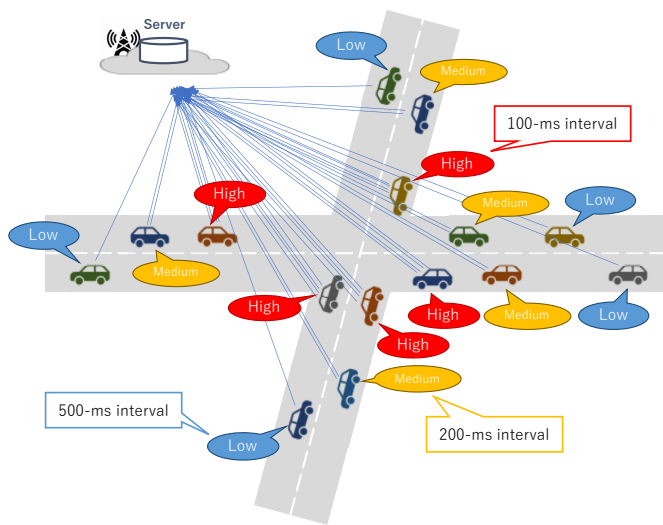 Server
Low
Medium
100-ms interval
High
High
Medium
Low
Low
Medium
High
High
Medium
Low
High
Medium
500-ms interval
200-ms interval
Low